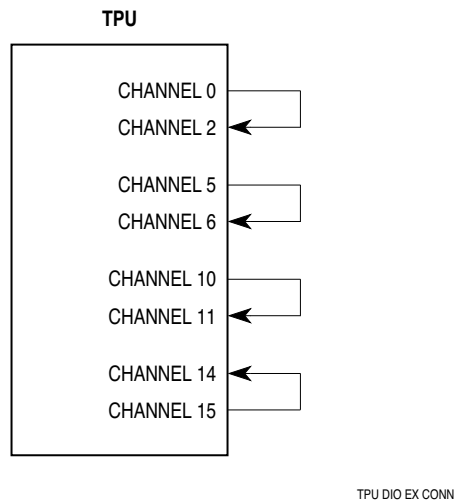 TPU
CHANNEL 0
CHANNEL 2
CHANNEL 5
CHANNEL 6
CHANNEL 10
CHANNEL 11
CHANNEL 14
CHANNEL 15
TPU DIO EX CONN